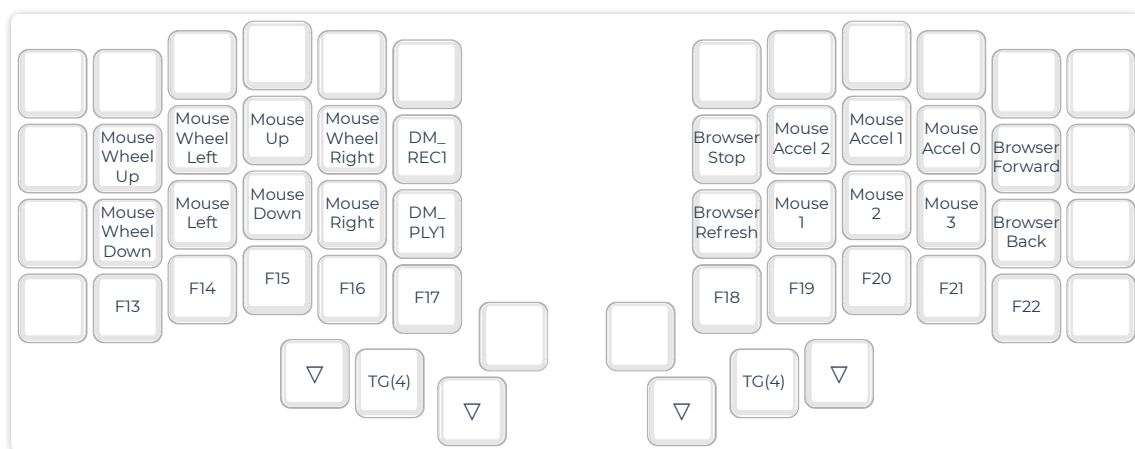 Mouse
Wheel
Up
Mouse
Wheel
Left
Mouse
Up
Mouse
Wheel
Right
DM_
REC1
Browser
Stop
Mouse
Accel 2
Mouse
Accel 1
Mouse
Accel 0
Browser
Forward
Mouse
Wheel
Down
Mouse
Left
Mouse
Down
Mouse
Right
DM_
PLY1
Browser
Refresh
Mouse
1
Mouse
2
Mouse
3
Browser
Back
F13
F14
F15
F16
F17
F18
F19
F20
F21
F22
▽
TG(4)
▽
▽
TG(4)
▽